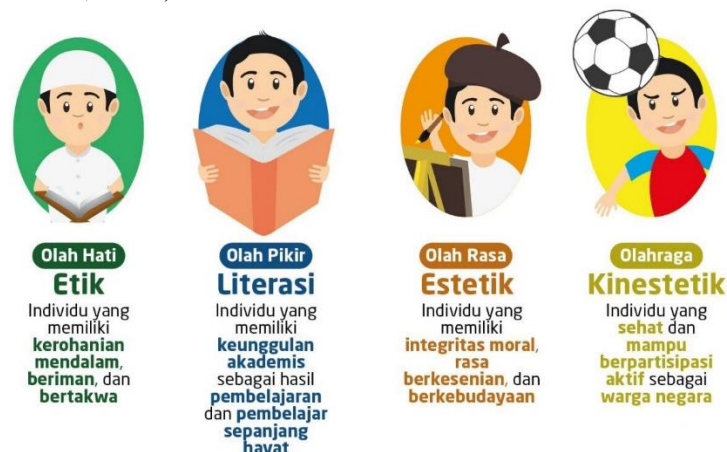 Olah Hati
Etik
Individu yang
memiliki
kerohanian
mendalam,
beriman, dan
bertakwa
Olah Pikir
Literasi
Individu yang
memiliki
keunggulan
akademis
sebagai hasil
pembelajaran
dan pembelajar
sepanjang
hayat
Olah Rasa
Estetik
Individu yang
memiliki
integritas moral,
rasa
berkesenian, dan
berkebudayaan
Olahraga
Kinestetik
Individu yang
sehat dan
mampu
berpartisipasi
aktif sebagai
warga negara